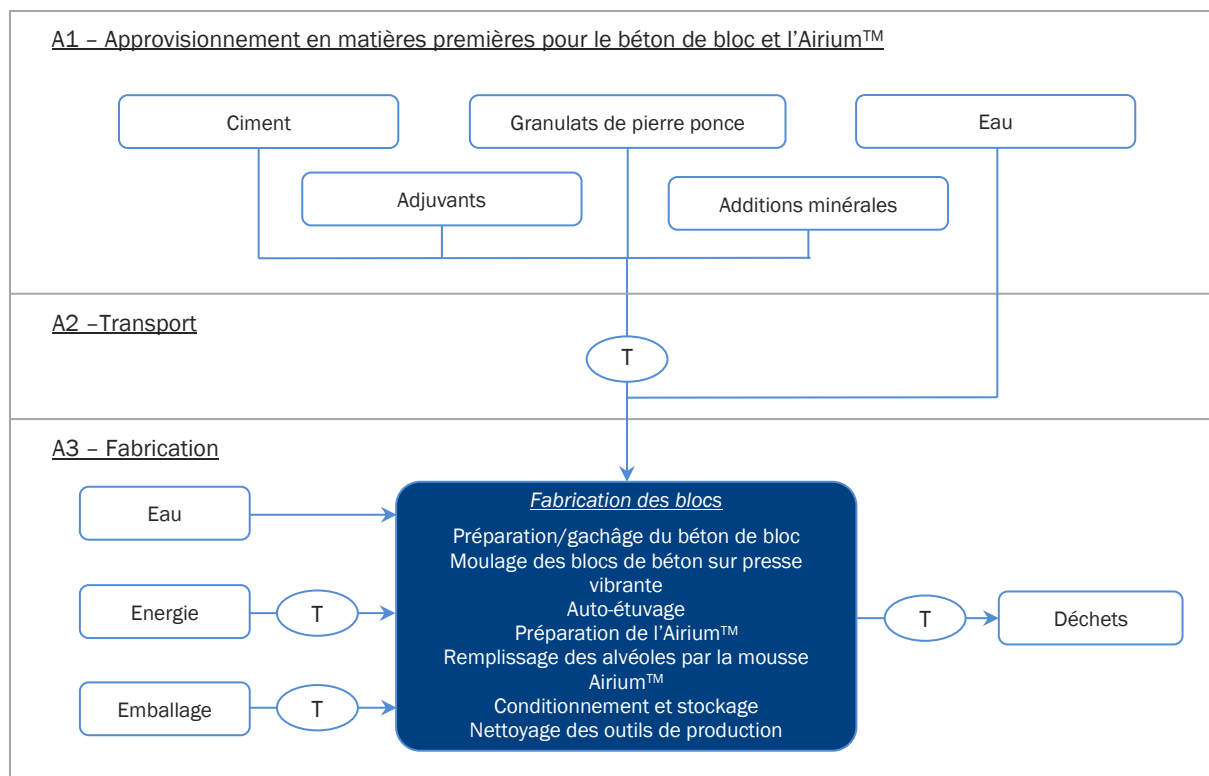 A1 – Approvisionnement en matières premières pour le béton de bloc et l’Airium™
Ciment
Granulats de pierre ponce
Eau
Adjuvants
Additions minérales
A2 –Transport
T
A3 – Fabrication
Eau
Energie
T
Emballage
T
Fabrication des blocs
Préparation/gachâge du béton de bloc
Moulage des blocs de béton sur presse
vibrante
Auto-étuvage
Préparation de l’Airium™
Remplissage des alvéoles par la mousse
Airium™
Conditionnement et stockage
Nettoyage des outils de production
T
Déchets